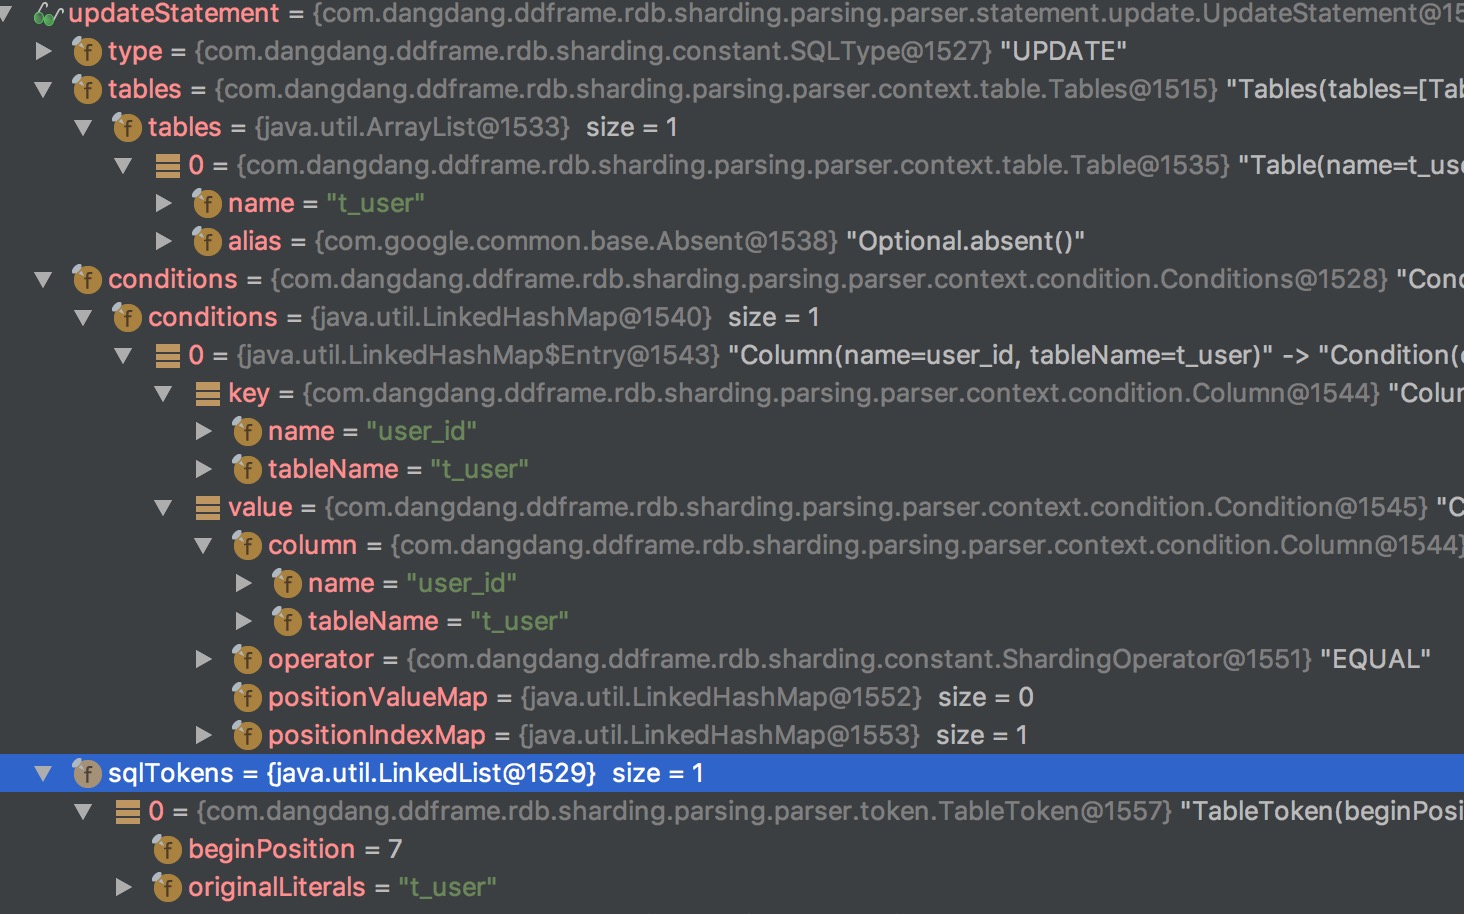 updateStatement = {com.dangdang.ddframe.rdb.sharding.parsing.parser.statement.update.UpdateStatement@15
f type = {com.dangdang.ddframe.rdb.sharding.constant.SQLType@1527} "UPDATE"
f tables = {com.dangdang.ddframe.rdb.sharding.parsing.parser.context.table.Tables@1515} "Tables(tables=[Tab
f tables = {java.util.ArrayList@1533} size = 1
0 = {com.dangdang.ddframe.rdb.sharding.parsing.parser.context.table.Table@1535} "Table(name=t_use
f name = "t_user"
f alias = {com.google.common.base.Absent@1538} "Optional.absent()"
f conditions = {com.dangdang.ddframe.rdb.sharding.parsing.parser.context.condition.Conditions@1528} "Cond
f conditions = {java.util.LinkedHashMap@1540} size = 1
0 = {java.util.LinkedHashMap$Entry@1543} "Column(name=user_id, tableName=t_user)" -> "Condition(c
key = {com.dangdang.ddframe.rdb.sharding.parsing.parser.context.condition.Column@1544} "Colum
f name = "user_id"
f tableName = "t_user"
value = {com.dangdang.ddframe.rdb.sharding.parsing.parser.context.condition.Condition@1545} "C
f column = {com.dangdang.ddframe.rdb.sharding.parsing.parser.context.condition.Column@1544}
f name = "user_id"
f tableName = "t_user"
f operator = {com.dangdang.ddframe.rdb.sharding.constant.ShardingOperator@1551} "EQUAL"
f positionValueMap = {java.util.LinkedHashMap@1552} size = 0
f positionIndexMap = {java.util.LinkedHashMap@1553} size = 1
f sqlTokens = {java.util.LinkedList@1529} size = 1
0 = {com.dangdang.ddframe.rdb.sharding.parsing.parser.token.TableToken@1557} "TableToken(beginPosi
f beginPosition = 7
f originalLiterals = "t_user"